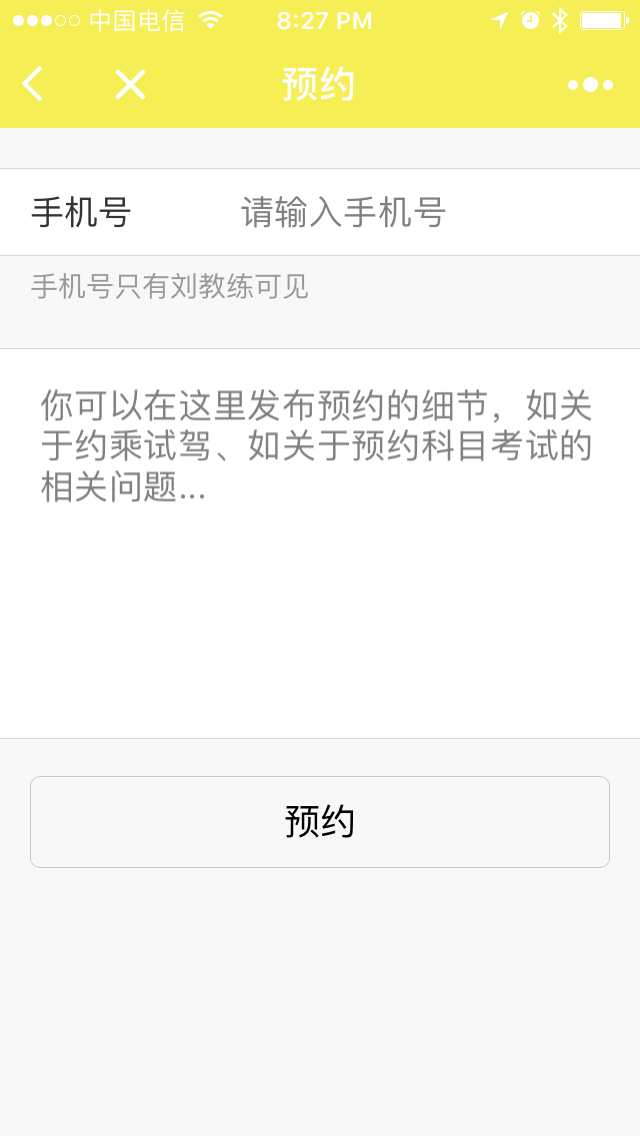 中国电信
8:27 PM
预约
手机号
请输入手机号
手机号只有刘教练可见
你可以在这里发布预约的细节，如关
于约乘试驾、如关于预约科目考试的
相关问题...
预约